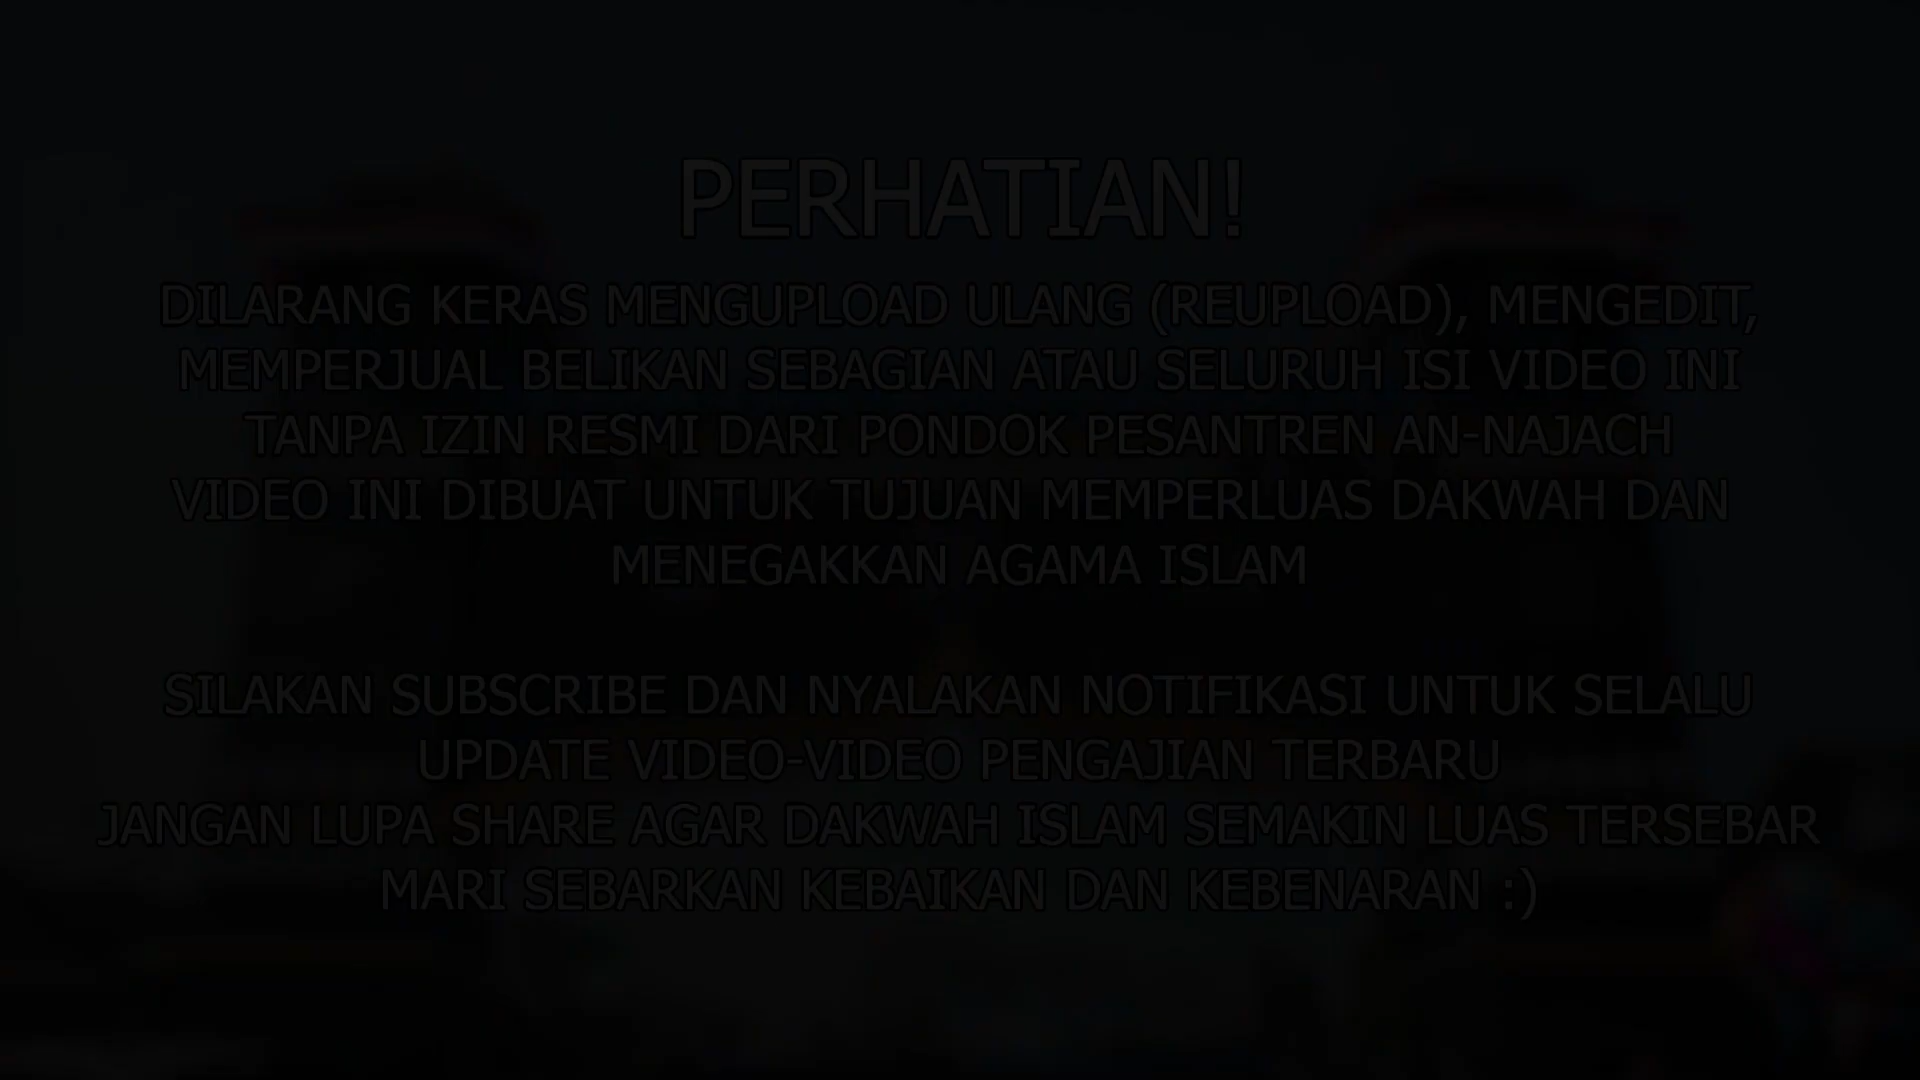 PERHATIAN!
DILARANG KERAS MENGUPLOAD ULANG (REUPLOAD), MENGEDIT,
MEMPERJUAL BELIKAN SEBAGIAN ATAU SELURUH ISI VIDEO INI
TANPA IZIN RESMI DARI PONDOK PESANTREN AN-NAJACH
VIDEO INI DIBUAT UNTUK TUJUAN MEMPERLUAS DAKWAH DAN
MENEGAKKAN AGAMA ISLAM
SILAKAN SUBSCRIBE DAN NYALAKAN NOTIFIKASI UNTUK SELALU
UPDATE VIDEO-VIDEO PENGAJIAN TERBARU
JANGAN LUPA SHARE AGAR DAKWAH ISLAM SEMAKIN LUAS TERSEBAR
MARI SEBARKAN KEBAIKAN DAN KEBENARAN :)